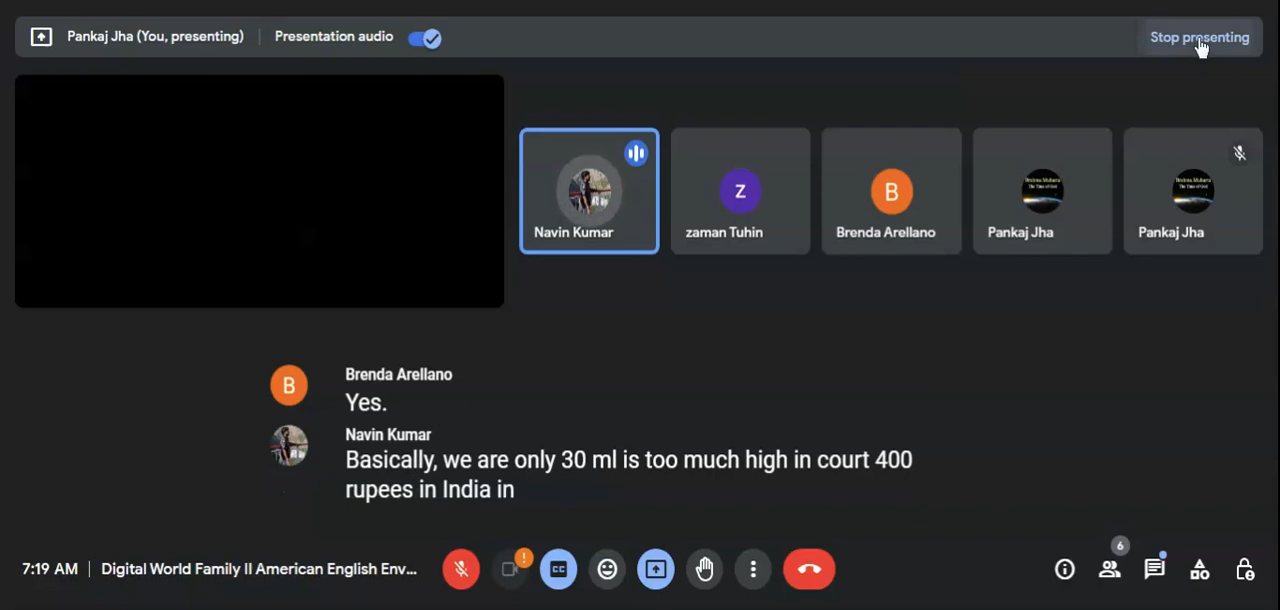 Pankaj Jha (You, presenting)
Presentation audio
Stop presenting
Navin Kumar
z
zaman Tuhin
B
Brenda Arellano
Pankaj Jha
Pankaj Jha
B
Brenda Arellano
Yes.
Navin Kumar
Basically, we are only 30 ml is too much high in court 400
rupees in India in
7:19 AM
Digital World Family II American English Env...
!
CC
6